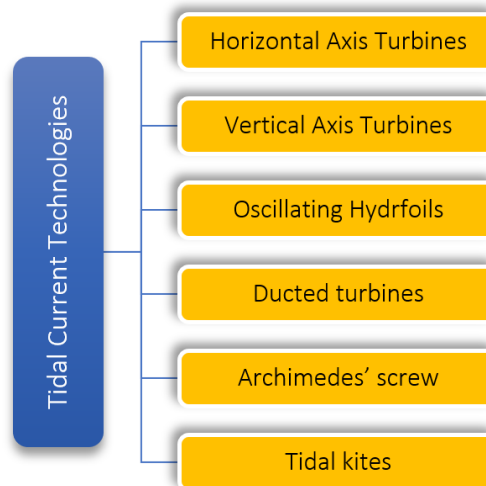 Tidal Current Technologies
Horizontal Axis Turbines
Vertical Axis Turbines
Oscillating Hydrfoils
Ducted turbines
Archimedes’ screw
Tidal kites